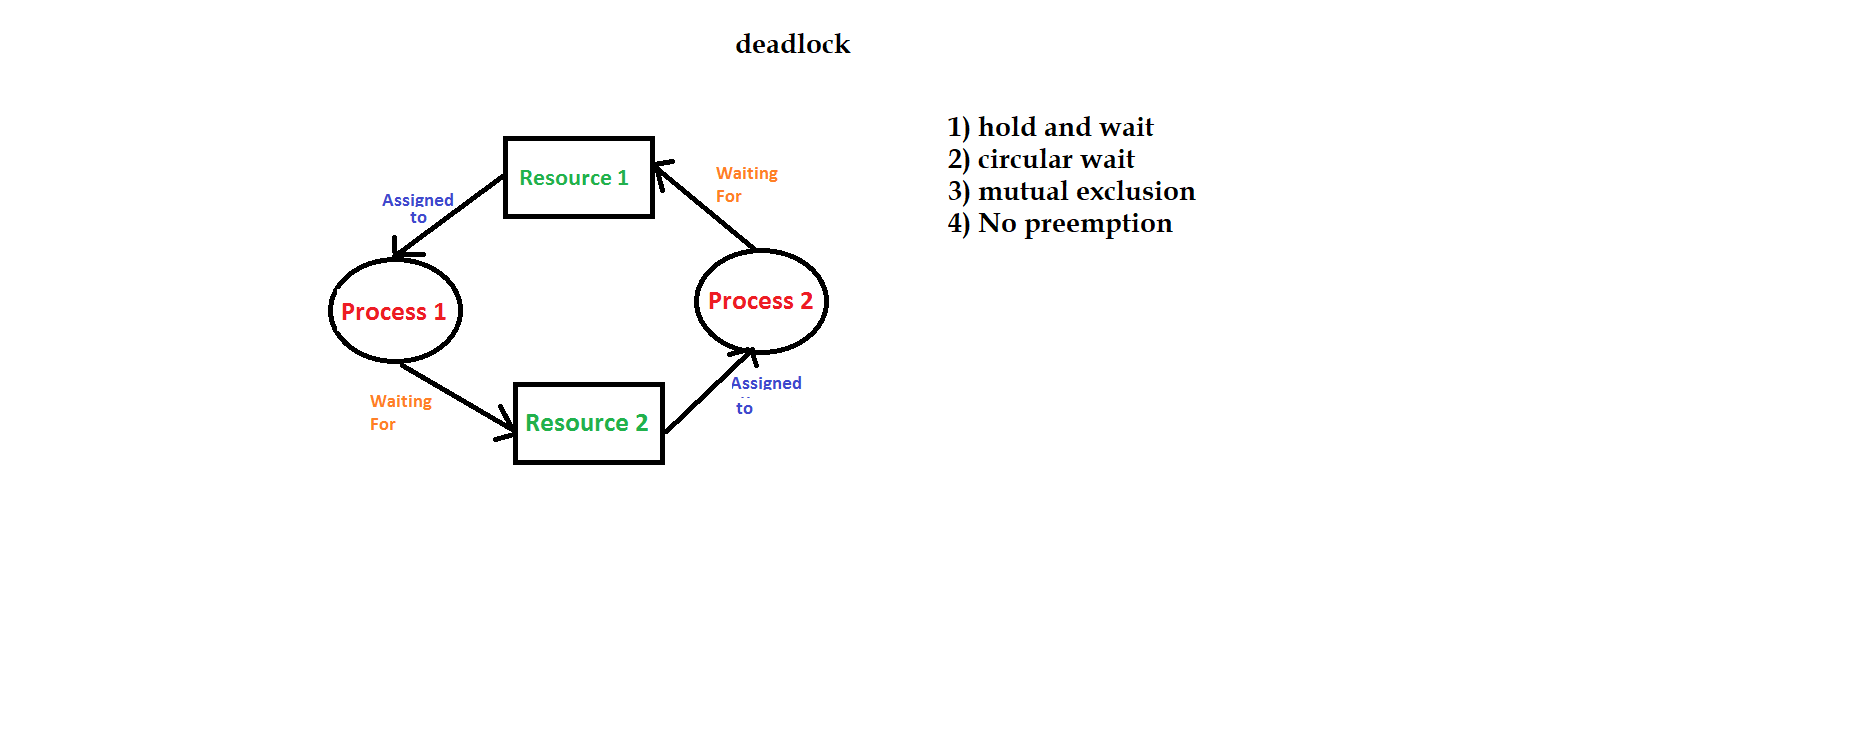 deadlock
1) hold and wait
2) circular wait
3) mutual exclusion
4) No preemption
Resource 1
Waiting
For
Assigned
to
Process 1
Process 2
Waiting
For
Resource 2
Assigned
to